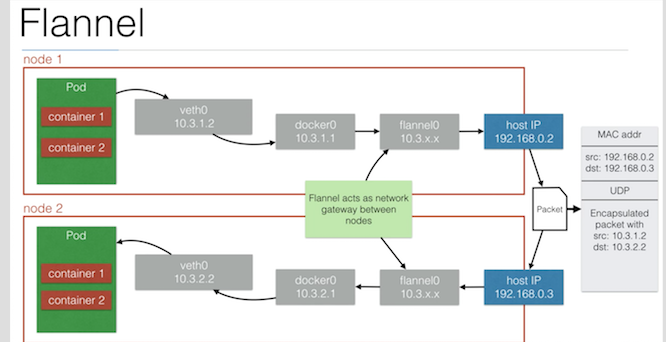 Flannel
node 1
Pod
container 1
container 2
veth0
10.3.1.2
docker0
10.3.1.1
flannel0
10.3.x.x
host IP
192.168.0.2
MAC addr
src: 192.168.0.2
dst: 192.168.0.3
UDP
Encapsulated
packet with
src: 10.3.1.2
dst: 10.3.2.2
Packet
Flannel acts as network
gateway between
nodes
node 2
Pod
container 1
container 2
veth0
10.3.2.2
docker0
10.3.2.1
flannel0
10.3.x.x
host IP
192.168.0.3